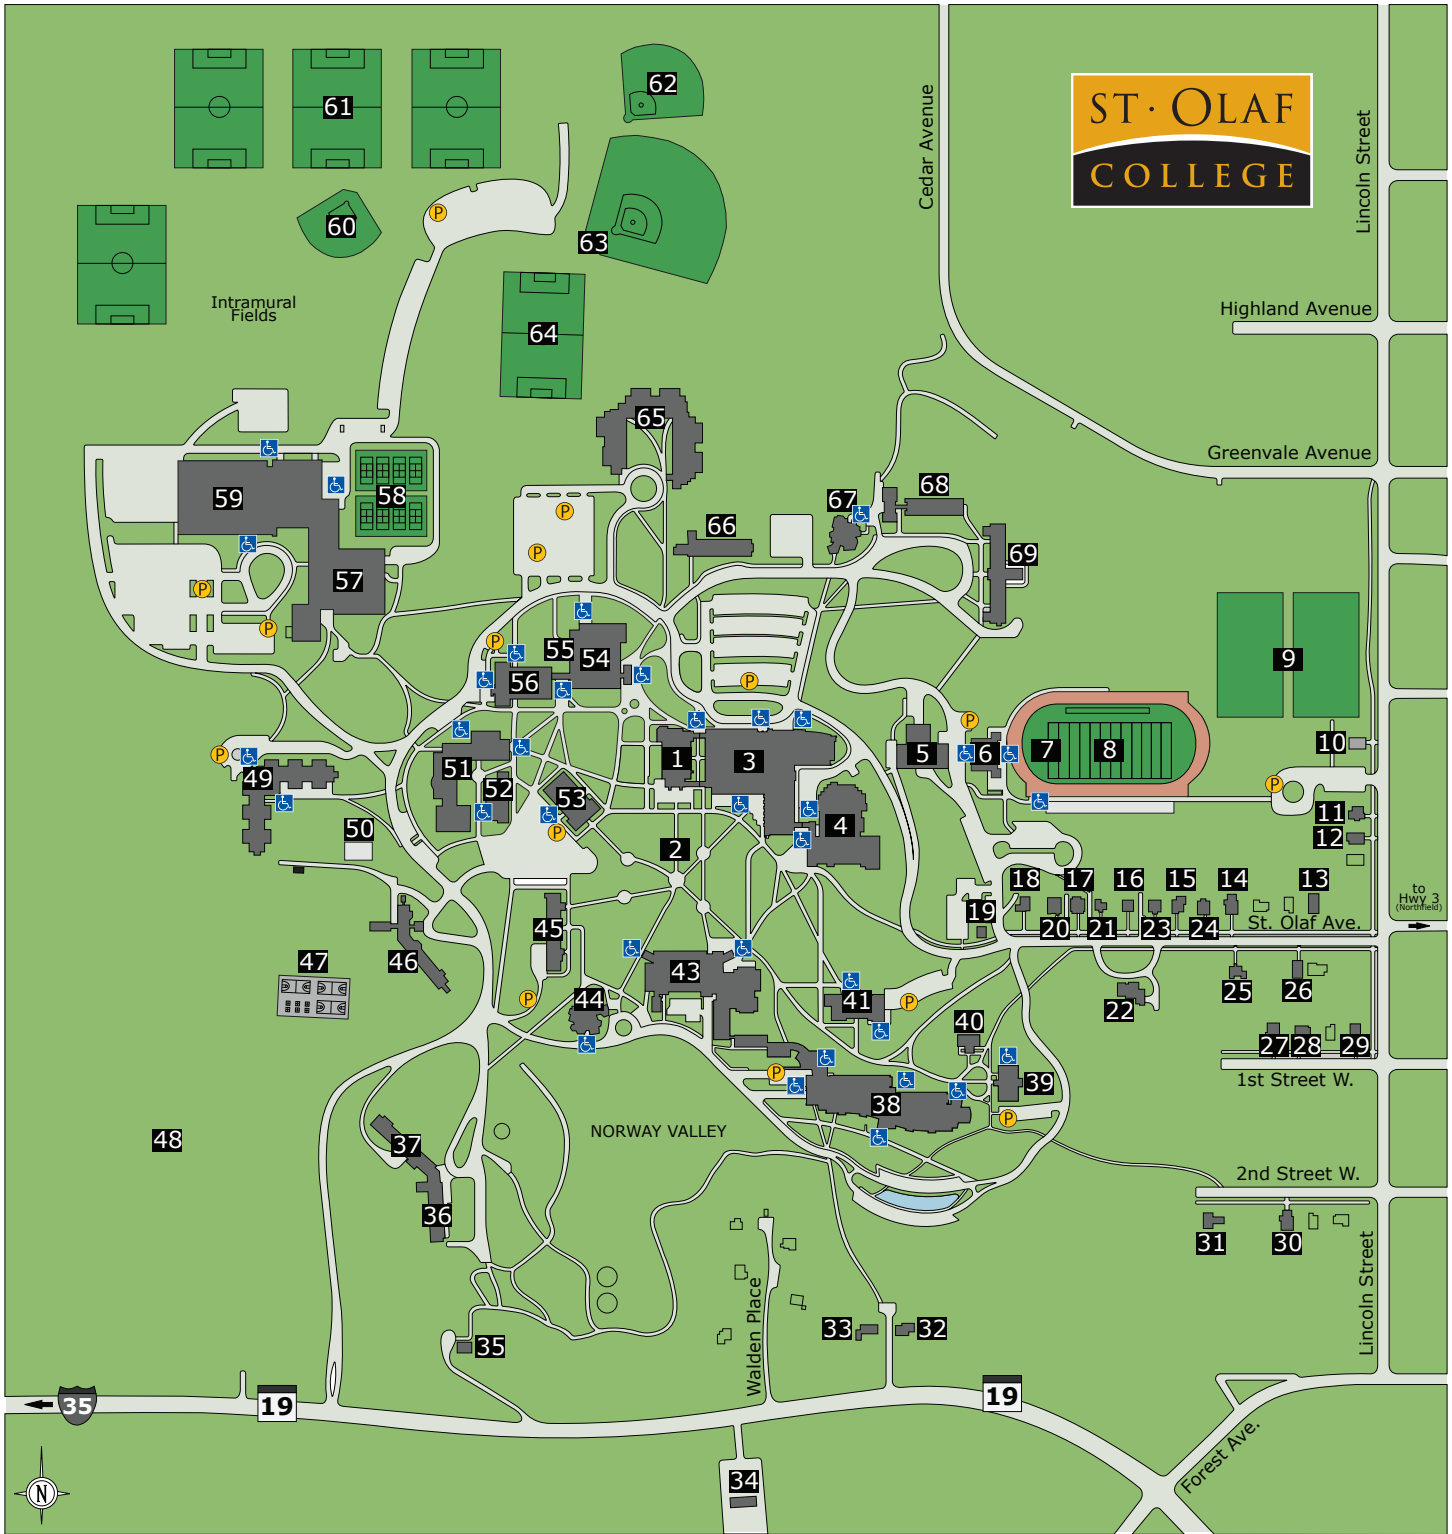 ST · OLAF
COLLEGE
Cedar Avenue
Lincoln Street
62
61
P
60
63
Intramural
Fields
64
Highland Avenue
65
Greenvale Avenue
59
58
P
P
66
67
68
69
57
P
P
P
55
54
56
P
9
P
51
52
53
P
1
3
5
6
7
8
10
P
49
P
50
2
4
11
12
18
17
16
15
14
13
to
Hwy 3
(Northfield)
19
20
21
23
24
St. Olaf Ave.
45
46
47
43
44
P
41
P
22
25
26
40
27
28
29
1st Street W.
P
38
39
P
NORWAY VALLEY
48
37
36
2nd Street W.
31
30
Walden Place
Lincoln Street
33
32
35
35
19
19
Forest Ave.
34
N